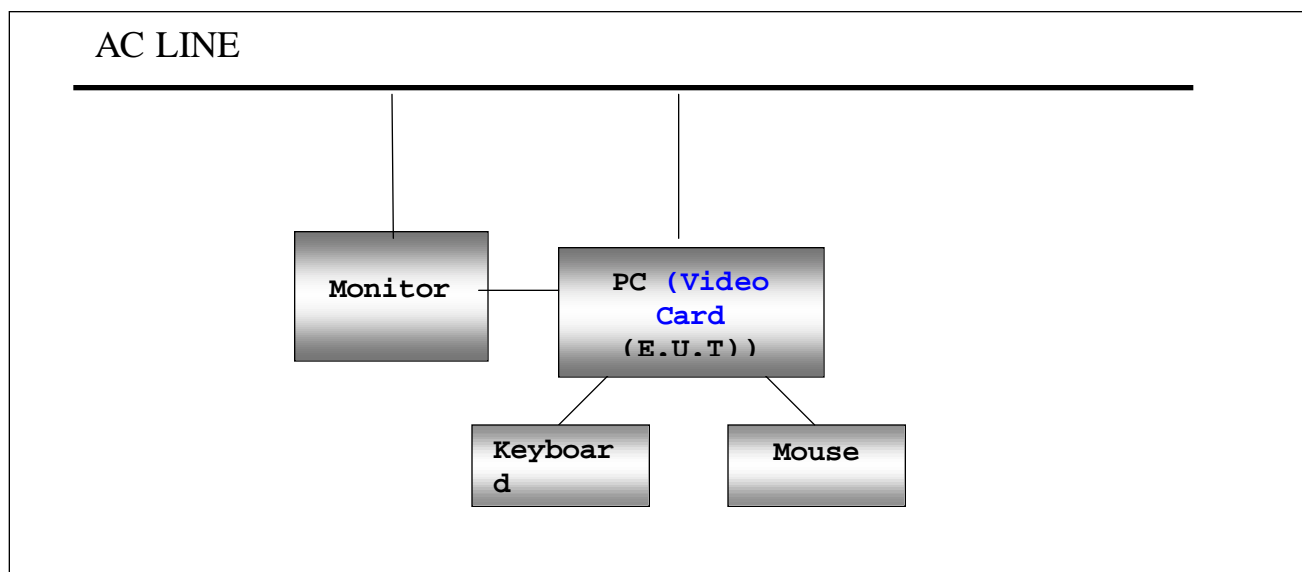 AC LINE
Monitor
PC (Video
Card
(E.U.T))
Keyboar
d
Mouse